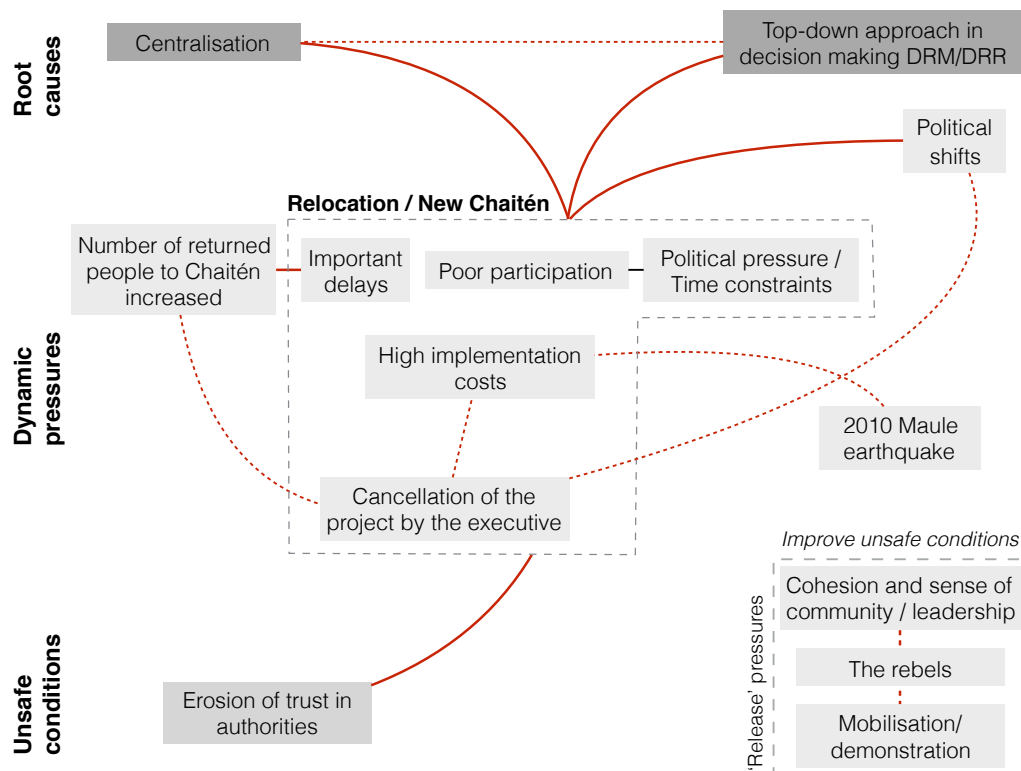 Root
causes
Centralisation
Top-down approach in
decision making DRM/DRR
Political
shifts
Relocation / New Chaitén
Dynamic
pressures
Number of returned
people to Chaitén
increased
Important
delays
Poor participation
Political pressure /
Time constraints
High implementation
costs
2010 Maule
earthquake
Cancellation of the
project by the executive
Unsafe
conditions
Erosion of trust in
authorities
Improve unsafe conditions
'Release' pressures
Cohesion and sense of
community / leadership
The rebels
Mobilisation/
demonstration